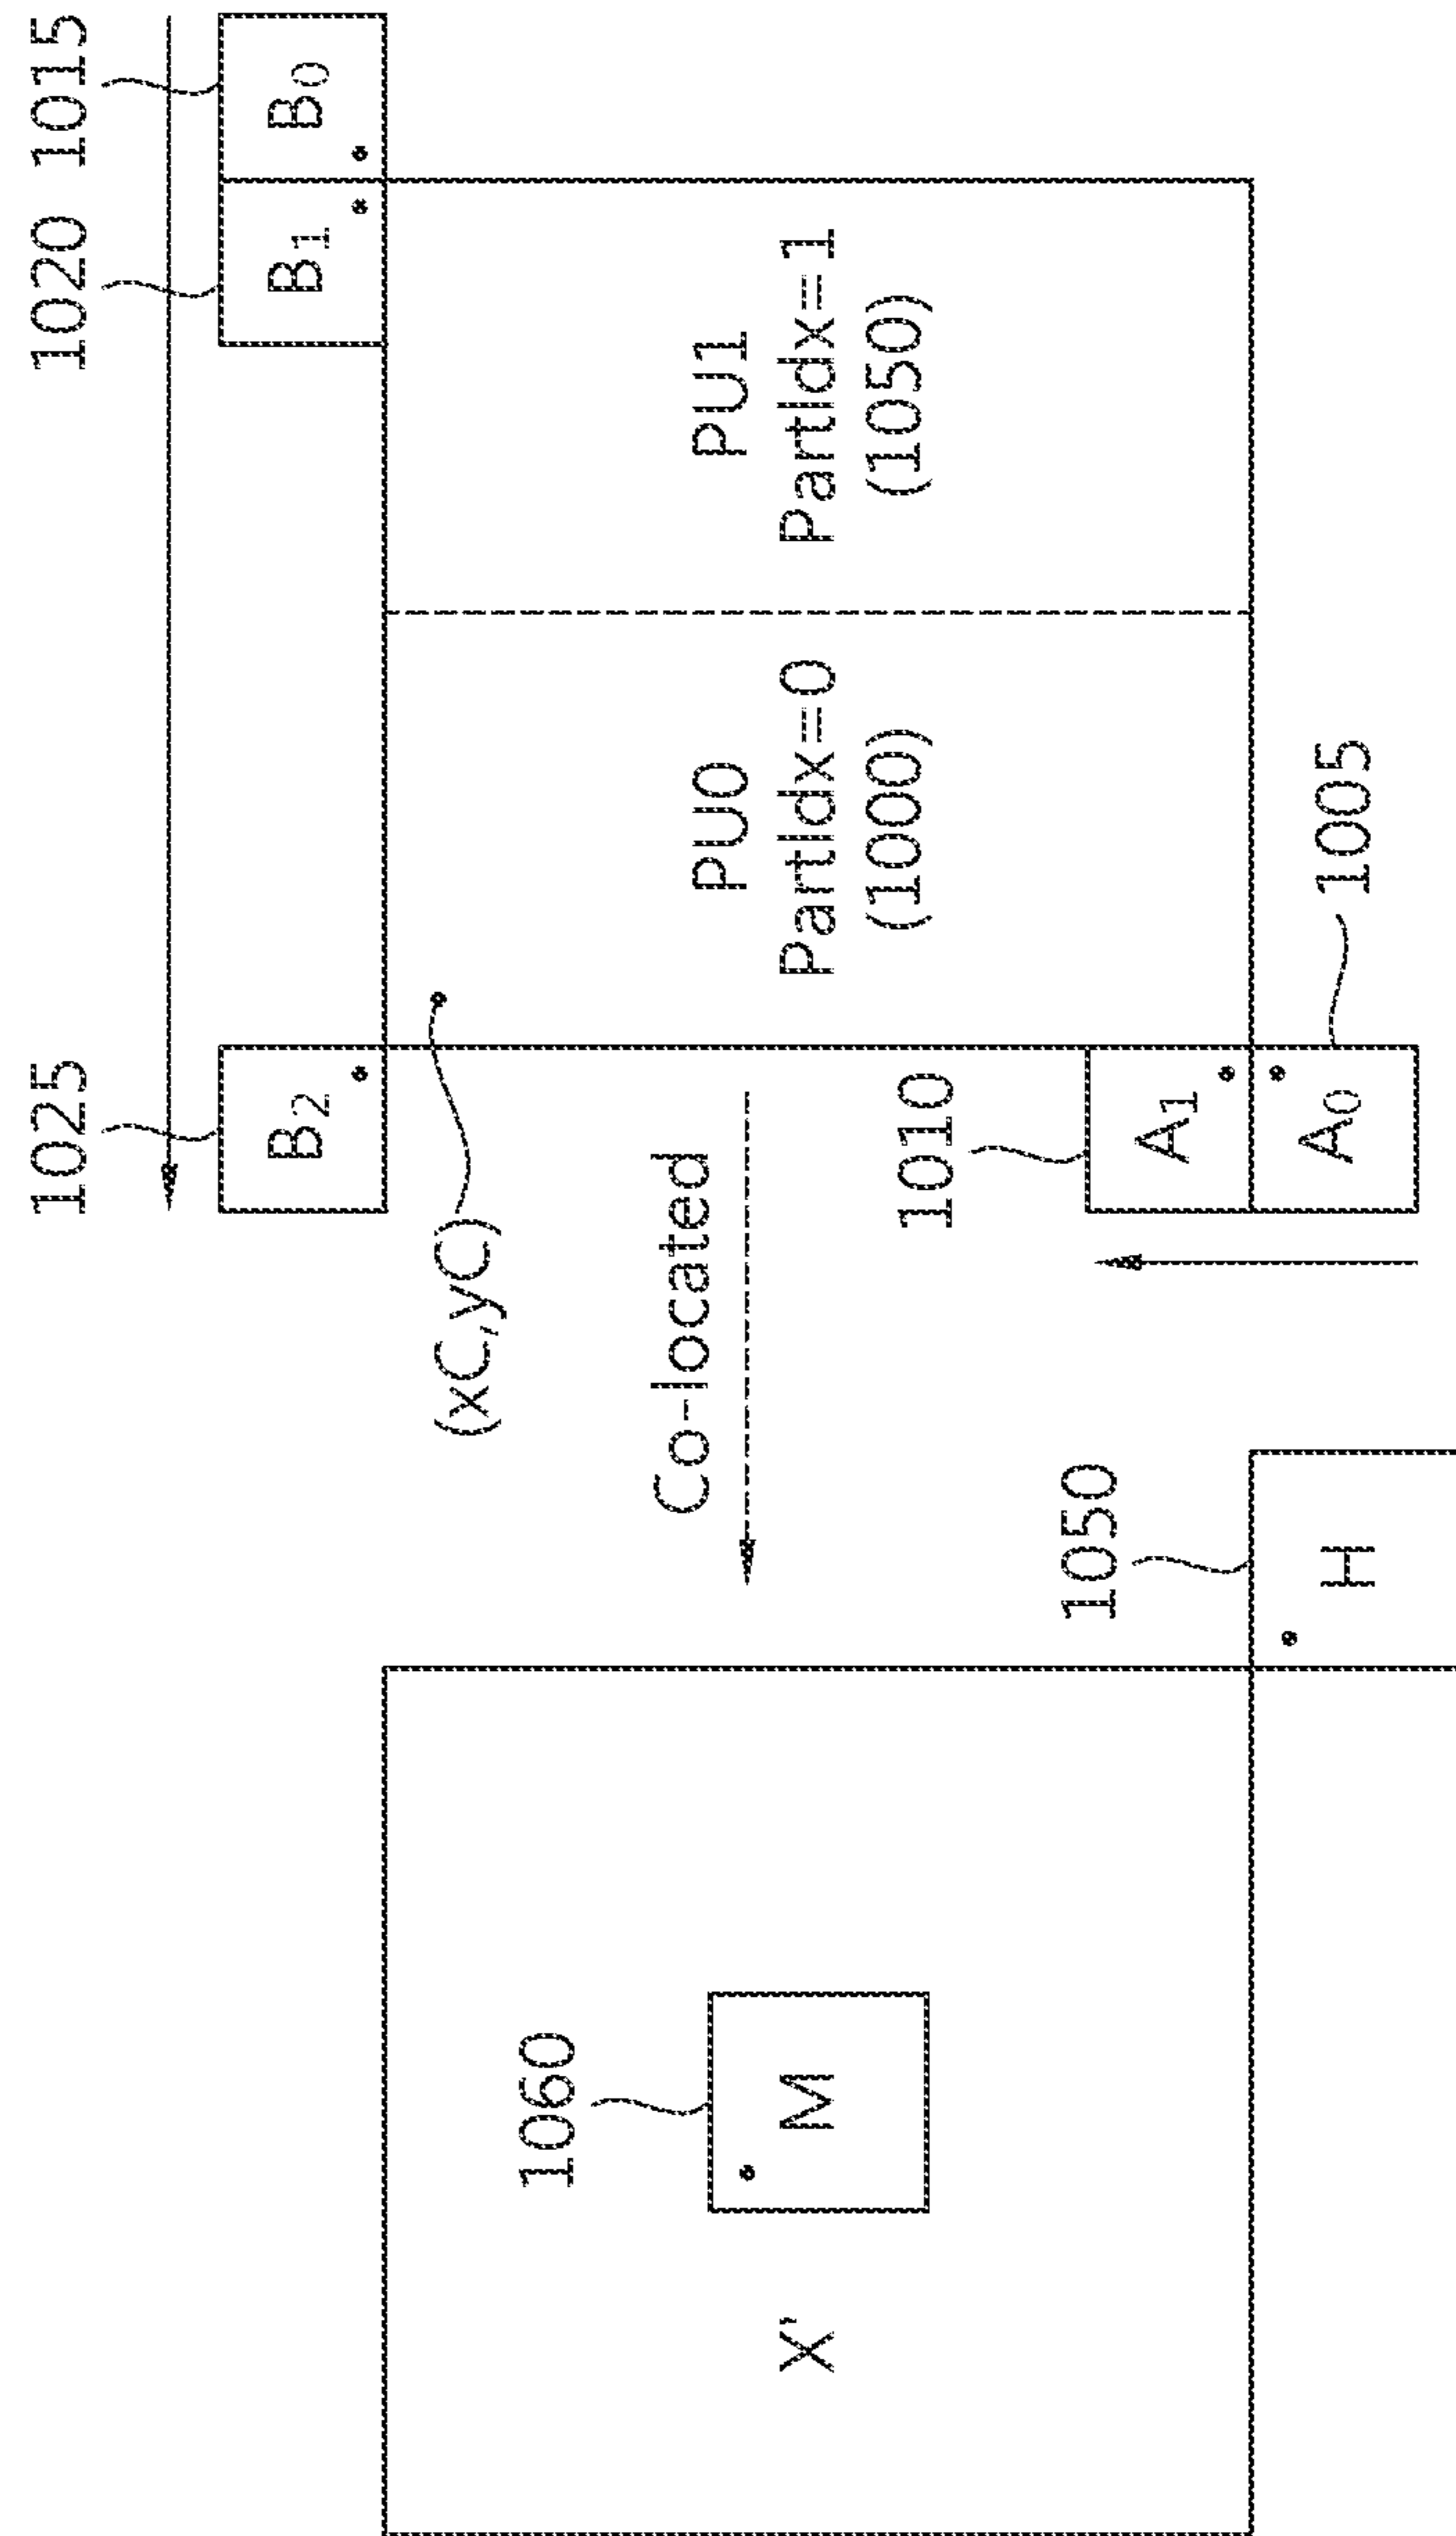 1025
1020
1015
B₂
B₁
B₀
(xC,yC)
1060
M
X'
Co-located
PU0
PartIdx=0
(1000)
PU1
PartIdx=1
(1050)
1010
A₁
1050
H
A₀
1005